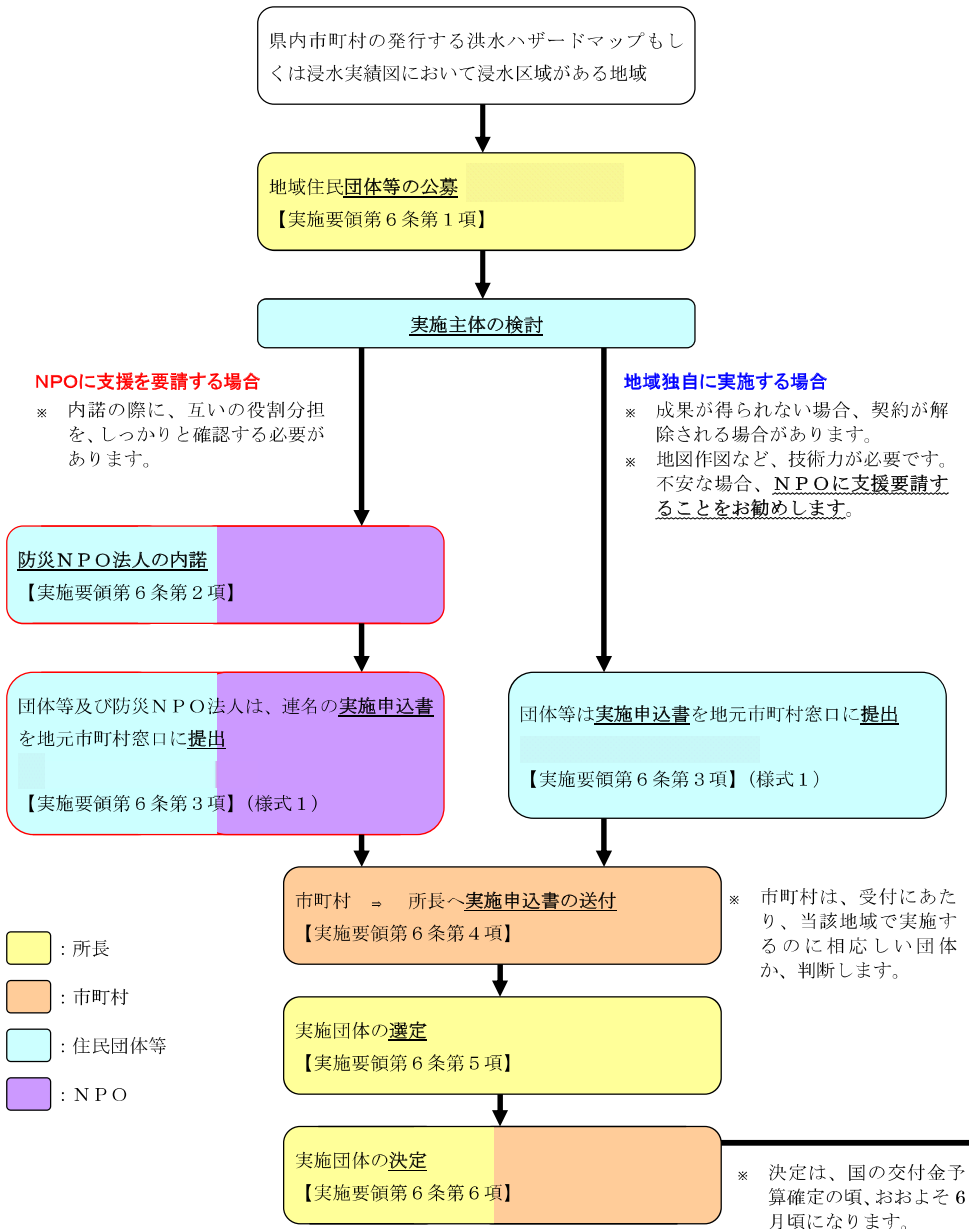 県内市町村の発行する洪水ハザードマップもし
くは浸水実績図において浸水区域がある地域
地域住民団体等の公募
【実施要領第６条第１項】
実施主体の検討
NPOに支援を要請する場合
※ 内諾の際に、互いの役割分担
を、しっかりと確認する必要が
あります。
地域独自に実施する場合
※ 成果が得られない場合、契約が解
除される場合があります。
※ 地図作図など、技術力が必要です。
不安な場合、ＮＰＯに支援要請す
ることをお勧めします。
防災ＮＰＯ法人の内諾
【実施要領第６条第２項】
団体等及び防災ＮＰＯ法人は、連名の実施申込書
を地元市町村窓口に提出
【実施要領第６条第３項】（様式１）
団体等は実施申込書を地元市町村窓口に提出
【実施要領第６条第３項】（様式１）
市町村 ⇒ 所長へ実施申込書の送付
【実施要領第６条第４項】
※ 市町村は、受付にあた
り、当該地域で実施す
るのに相応しい団体
か、判断します。
：所長
：市町村
：住民団体等
：ＮＰＯ
実施団体の選定
【実施要領第６条第５項】
実施団体の決定
【実施要領第６条第６項】
※ 決定は、国の交付金予
算確定の頃、おおよそ６
月頃になります。